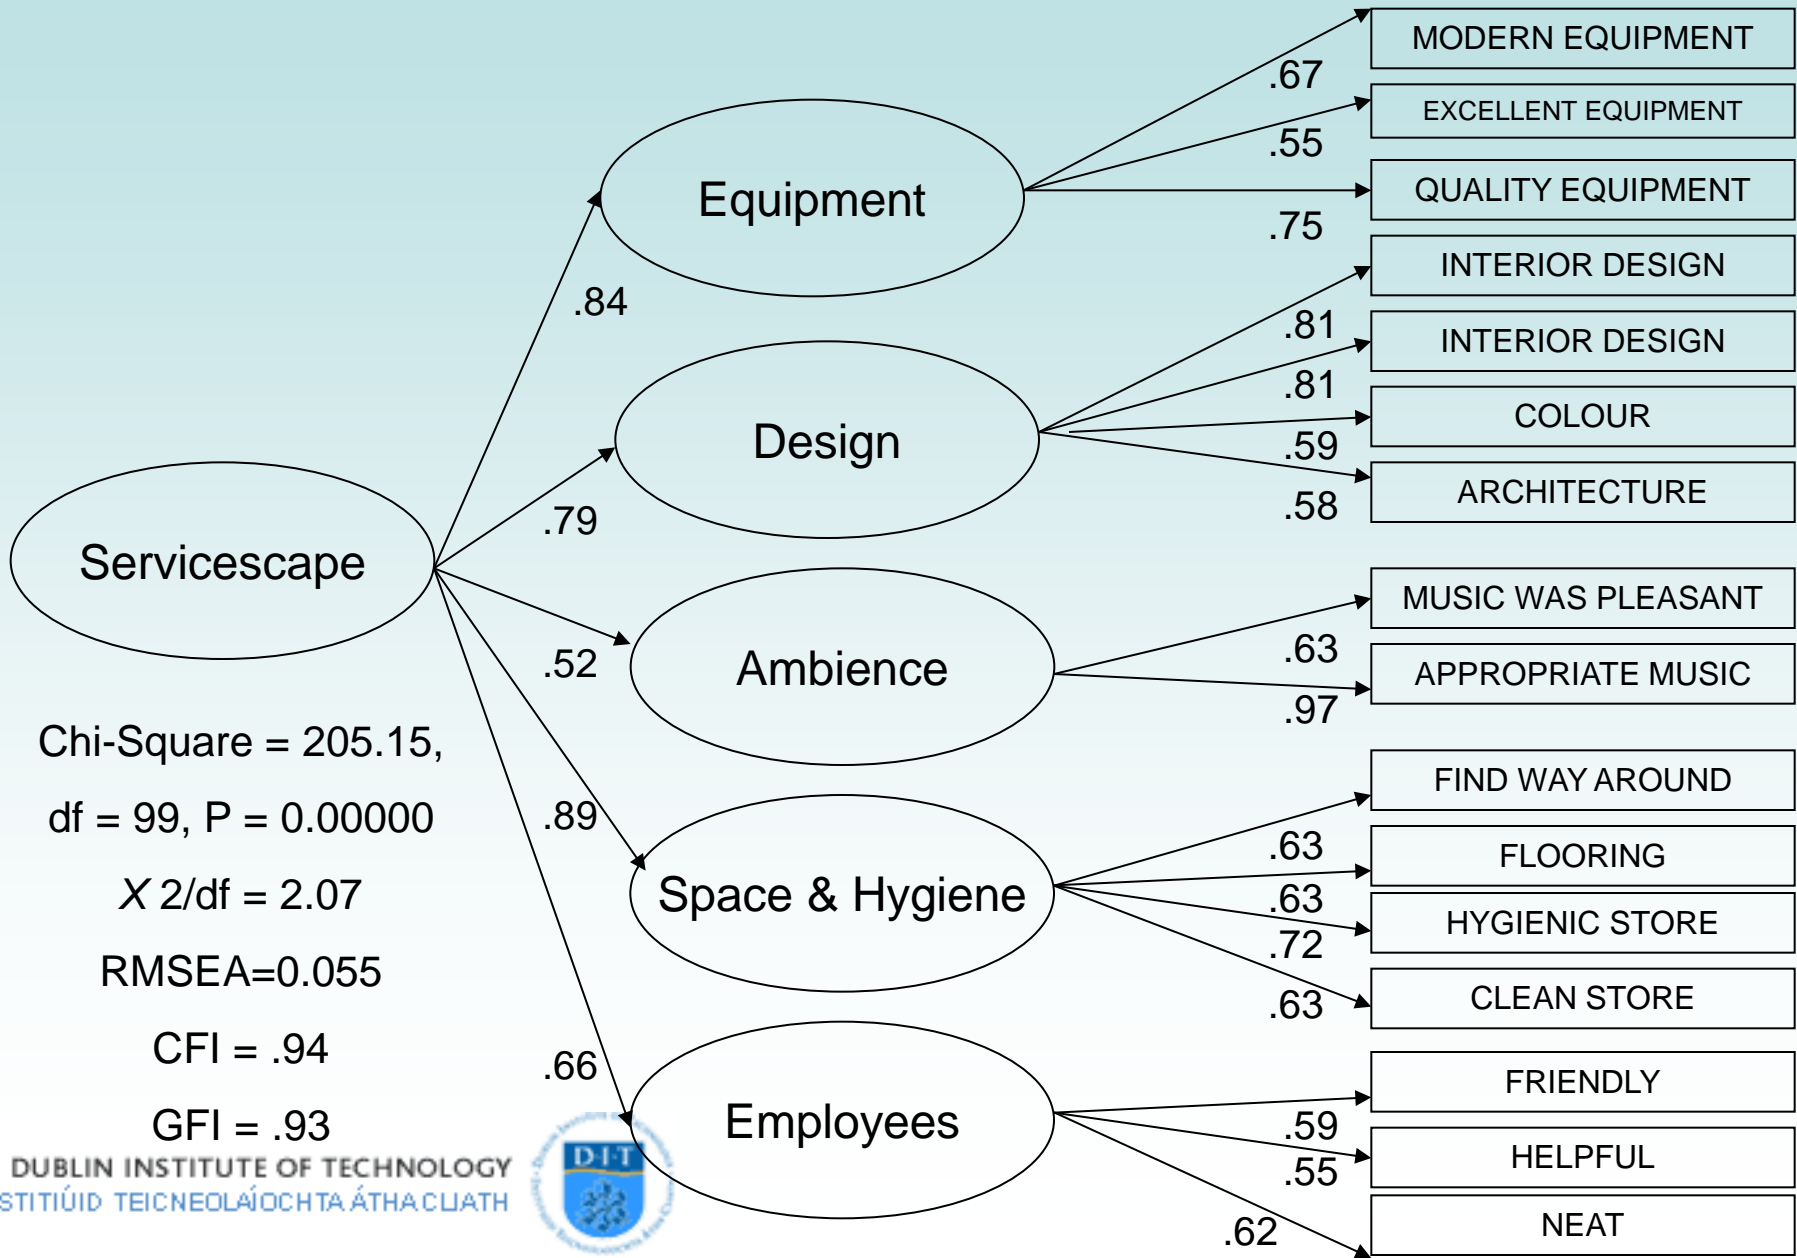 MODERN EQUIPMENT
.67
EXCELLENT EQUIPMENT
.55
Equipment
QUALITY EQUIPMENT
.75
INTERIOR DESIGN
.84
.81
INTERIOR DESIGN
.81
COLOUR
Design
.59
ARCHITECTURE
.58
.79
Servicescape
MUSIC WAS PLEASANT
.63
.52
Ambience
APPROPRIATE MUSIC
.97
Chi-Square = 205.15,
df = 99, P = 0.00000
X 2/df = 2.07
RMSEA=0.055
CFI = .94
GFI = .93
FIND WAY AROUND
.89
.63
FLOORING
Space & Hygiene
.63
HYGIENIC STORE
.72
CLEAN STORE
.63
.66
FRIENDLY
Employees
.59
HELPFUL
.55
NEAT
.62
DUBLIN INSTITUTE OF TECHNOLOGY
STITIÚID TEICNEOLAÍOCHTA ÁTHA CLIATH
D·I·T